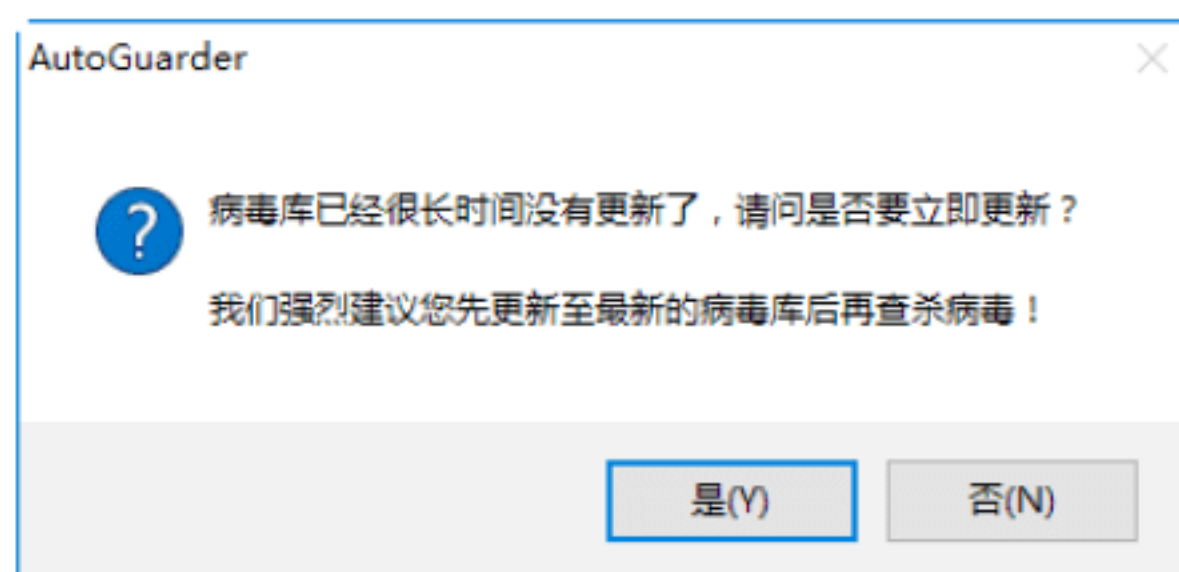 AutoGuarder
病毒库已经很长时间没有更新了，请问是否要立即更新？
我们强烈建议您先更新至最新的病毒库后再查杀病毒！
是(Y)
否(N)